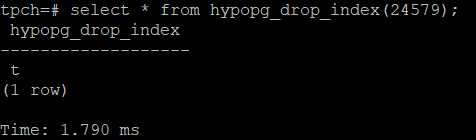 tpch=# select * from hypopg_drop_index(24579);
 hypopg_drop_index
-------------------
 t
(1 row)

Time: 1.790 ms